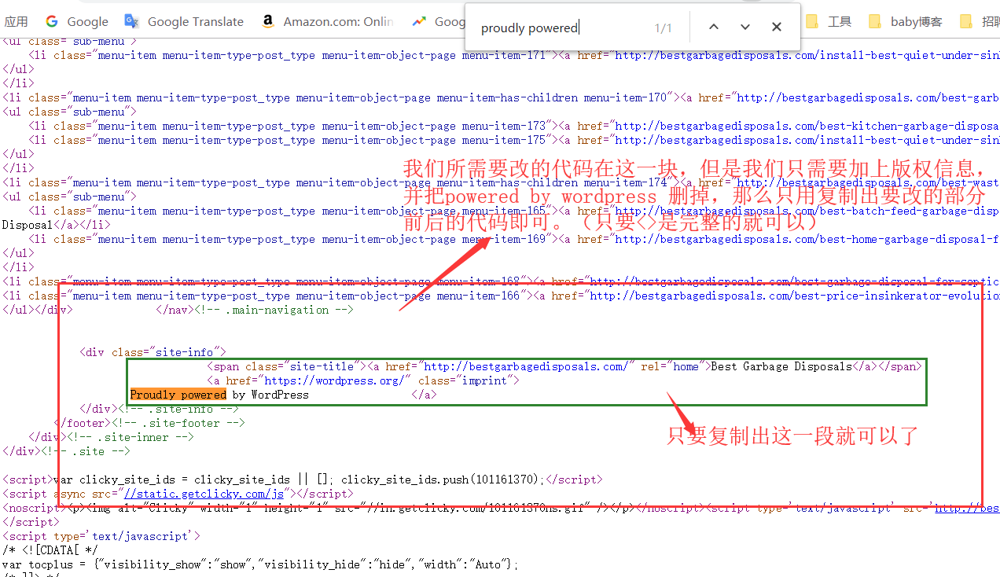 应用 Google Google Translate Amazon.com: Onlin Goog 工具 baby博客 招聘
proudly powered 1/1
<ul class="sub-menu">
<li class="menu-item menu-item-type-post_type menu-item-object-page menu-item-171"><a href="http://bestgarbagedisposals.com/install-best-quiet-under-sin
</ul>
</li>
<li class="menu-item menu-item-type-post_type menu-item-object-page menu-item-has-children menu-item-170"><a href="http://bestgarbagedisposals.com/best-garb
<ul class="sub-menu">
<li class="menu-item menu-item-type-post_type menu-item-object-page menu-item-173"><a href="http://bestgarbagedisposals.com/best-kitchen-garbage-disposa
<li class="menu-item menu-item-type-post_type menu-item-object-page menu-item-175"><a href="http://bestgarbagedisposals.com/install-best-quiet-under-sin
</ul>
</li>
我们所需要改的代码在这一块，但是我们只需要加上版权信息，
<li class="menu-item menu-item-type-post_type menu-item-object-page menu-item-has-children menu-item-174"><a href="http://bestgarbagedisposals.com/best-wast
并把powered by wordpress 删掉，那么只用复制出要改的部分
<ul class="sub-menu">
<li class="menu-item menu-item-type-post_type menu-item-object-page menu-item-165"><a href="http://bestgarbagedisposals.com/best-batch-feed-garbage-disp
前后的代码即可。（只要<>是完整的就可以）
Disposal</a></li>
<li class="menu-item menu-item-type-post_type menu-item-object-page menu-item-169"><a href="http://bestgarbagedisposals.com/best-home-garbage-disposal-f
</ul>
</li>
<li class="menu-item menu-item-type-post_type menu-item-object-page menu-item-168"><a href="http://bestgarbagedisposals.com/best-garbage-disposal-for-septic
<li class="menu-item menu-item-type-post_type menu-item-object-page menu-item-166"><a href="http://bestgarbagedisposals.com/best-price-insinkerator-evolution
</ul></div> </nav><!-- .main-navigation -->
<div class="site-info">
<span class="site-title"><a href="http://bestgarbagedisposals.com/" rel="home">Best Garbage Disposals</a></span>
<a href="https://wordpress.org/" class="imprint">
Proudly powered by WordPress </a>
</div><!-- .site-info -->
</footer><!-- .site-footer -->
</div><!-- .site-inner -->
只要复制出这一段就可以了
</div><!-- .site -->
<script>var clicky_site_ids = clicky_site_ids || []; clicky_site_ids.push(101161370);</script>
<script async src="//static.getclicky.com/js"></script>
<noscript><p><img alt="Clicky" width="1" height="1" src="//in.getclicky.com/101161370ns.gif" /></p></noscript><script type='text/javascript' src='http://bes
</script>
<script type='text/javascript'>
/* <![CDATA[ */
var tocplus = {"visibility_show":"show","visibility_hide":"hide","width":"Auto"};
/* ]]> */